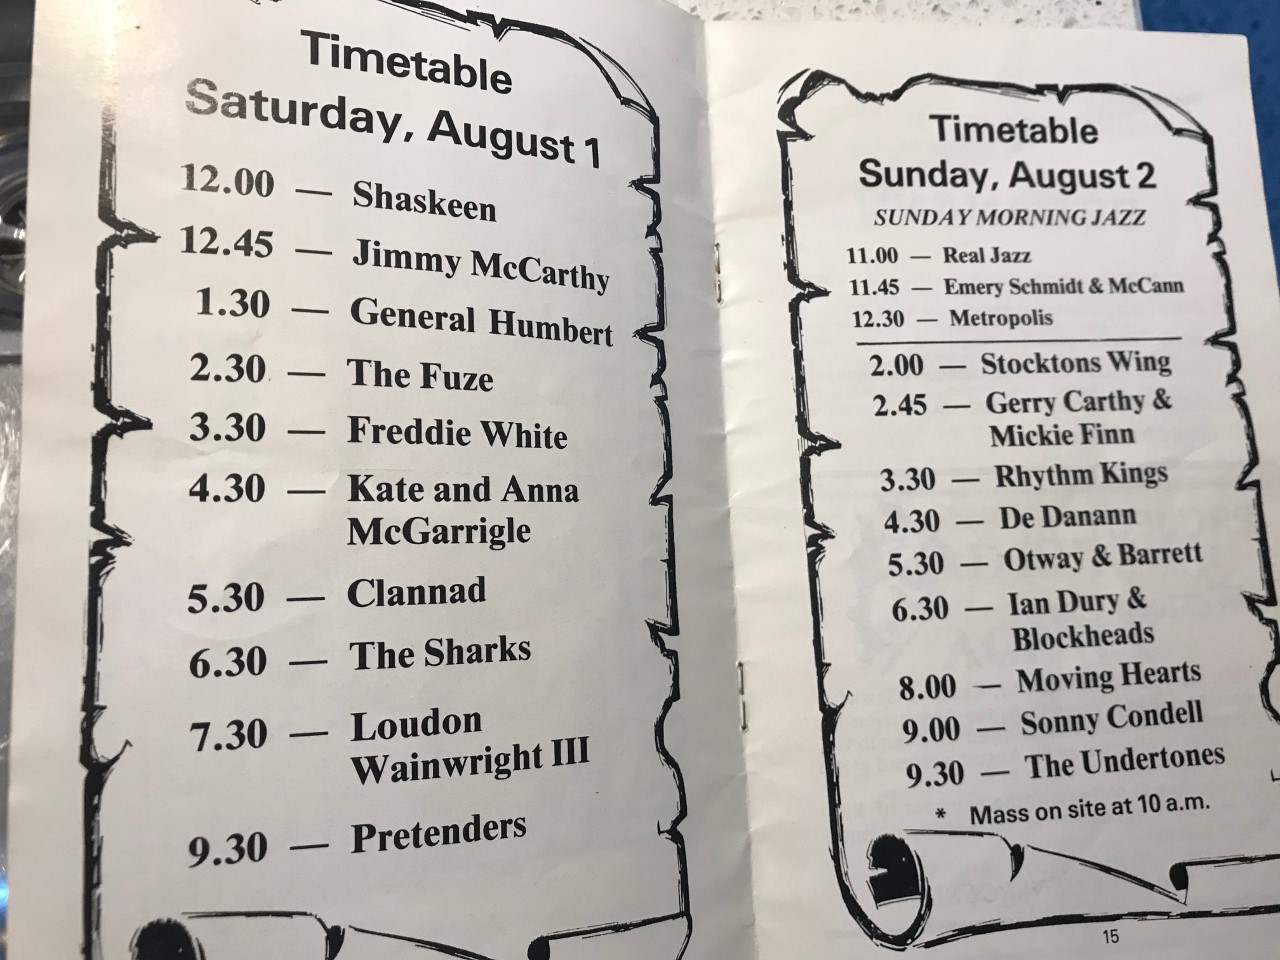 Timetable
Saturday, August 1
12.00 — Shaskeen
12.45 — Jimmy McCarthy
1.30 — General Humbert
2.30 — The Fuze
3.30 — Freddie White
4.30 — Kate and Anna
McGarrigle
5.30 — Clannad
6.30 — The Sharks
7.30 — Loudon
Wainwright III
9.30 — Pretenders
Timetable
Sunday, August 2
SUNDAY MORNING JAZZ
11.00 — Real Jazz
11.45 — Emery Schmidt & McCann
12.30 — Metropolis
2.00 — Stocktons Wing
2.45 — Gerry Carthy &
Mickie Finn
3.30 — Rhythm Kings
4.30 — De Danann
5.30 — Otway & Barrett
6.30 — Ian Dury &
Blockheads
8.00 — Moving Hearts
9.00 — Sonny Condell
9.30 — The Undertones
* Mass on site at 10 a.m.
15